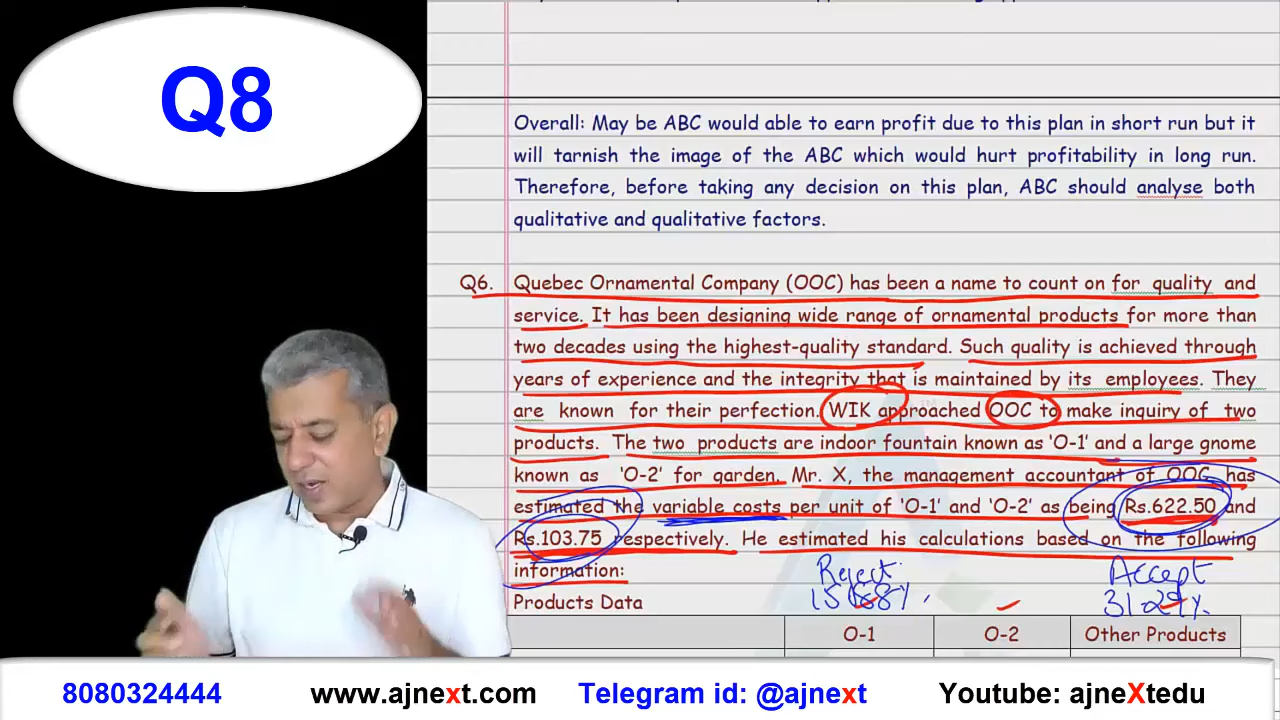 Q8
Overall: May be ABC would able to earn profit due to this plan in short run but it
will tarnish the image of the ABC which would hurt profitability in long run.
Therefore, before taking any decision on this plan, ABC should analyse both
qualitative and qualitative factors.
Q6. Quebec Ornamental Company (OOC) has been a name to count on for quality and
service. It has been designing wide range of ornamental products for more than
two decades using the highest-quality standard. Such quality is achieved through
years of experience and the integrity that is maintained by its employees. They
are known for their perfection. WIK approached OOC to make inquiry of two
products. The two products are indoor fountain known as 'O-1' and a large gnome
known as 'O-2' for garden. Mr. X, the management accountant of OOC has
estimated the variable costs per unit of 'O-1' and 'O-2' as being Rs.622.50 and
Rs.103.75 respectively. He estimated his calculations based on the following
information:
Reject Accept
Products Data 31.29%.
O-1 O-2 Other Products
8080324444 www.ajnext.com Telegram id: @ajnext Youtube: ajneXtedu